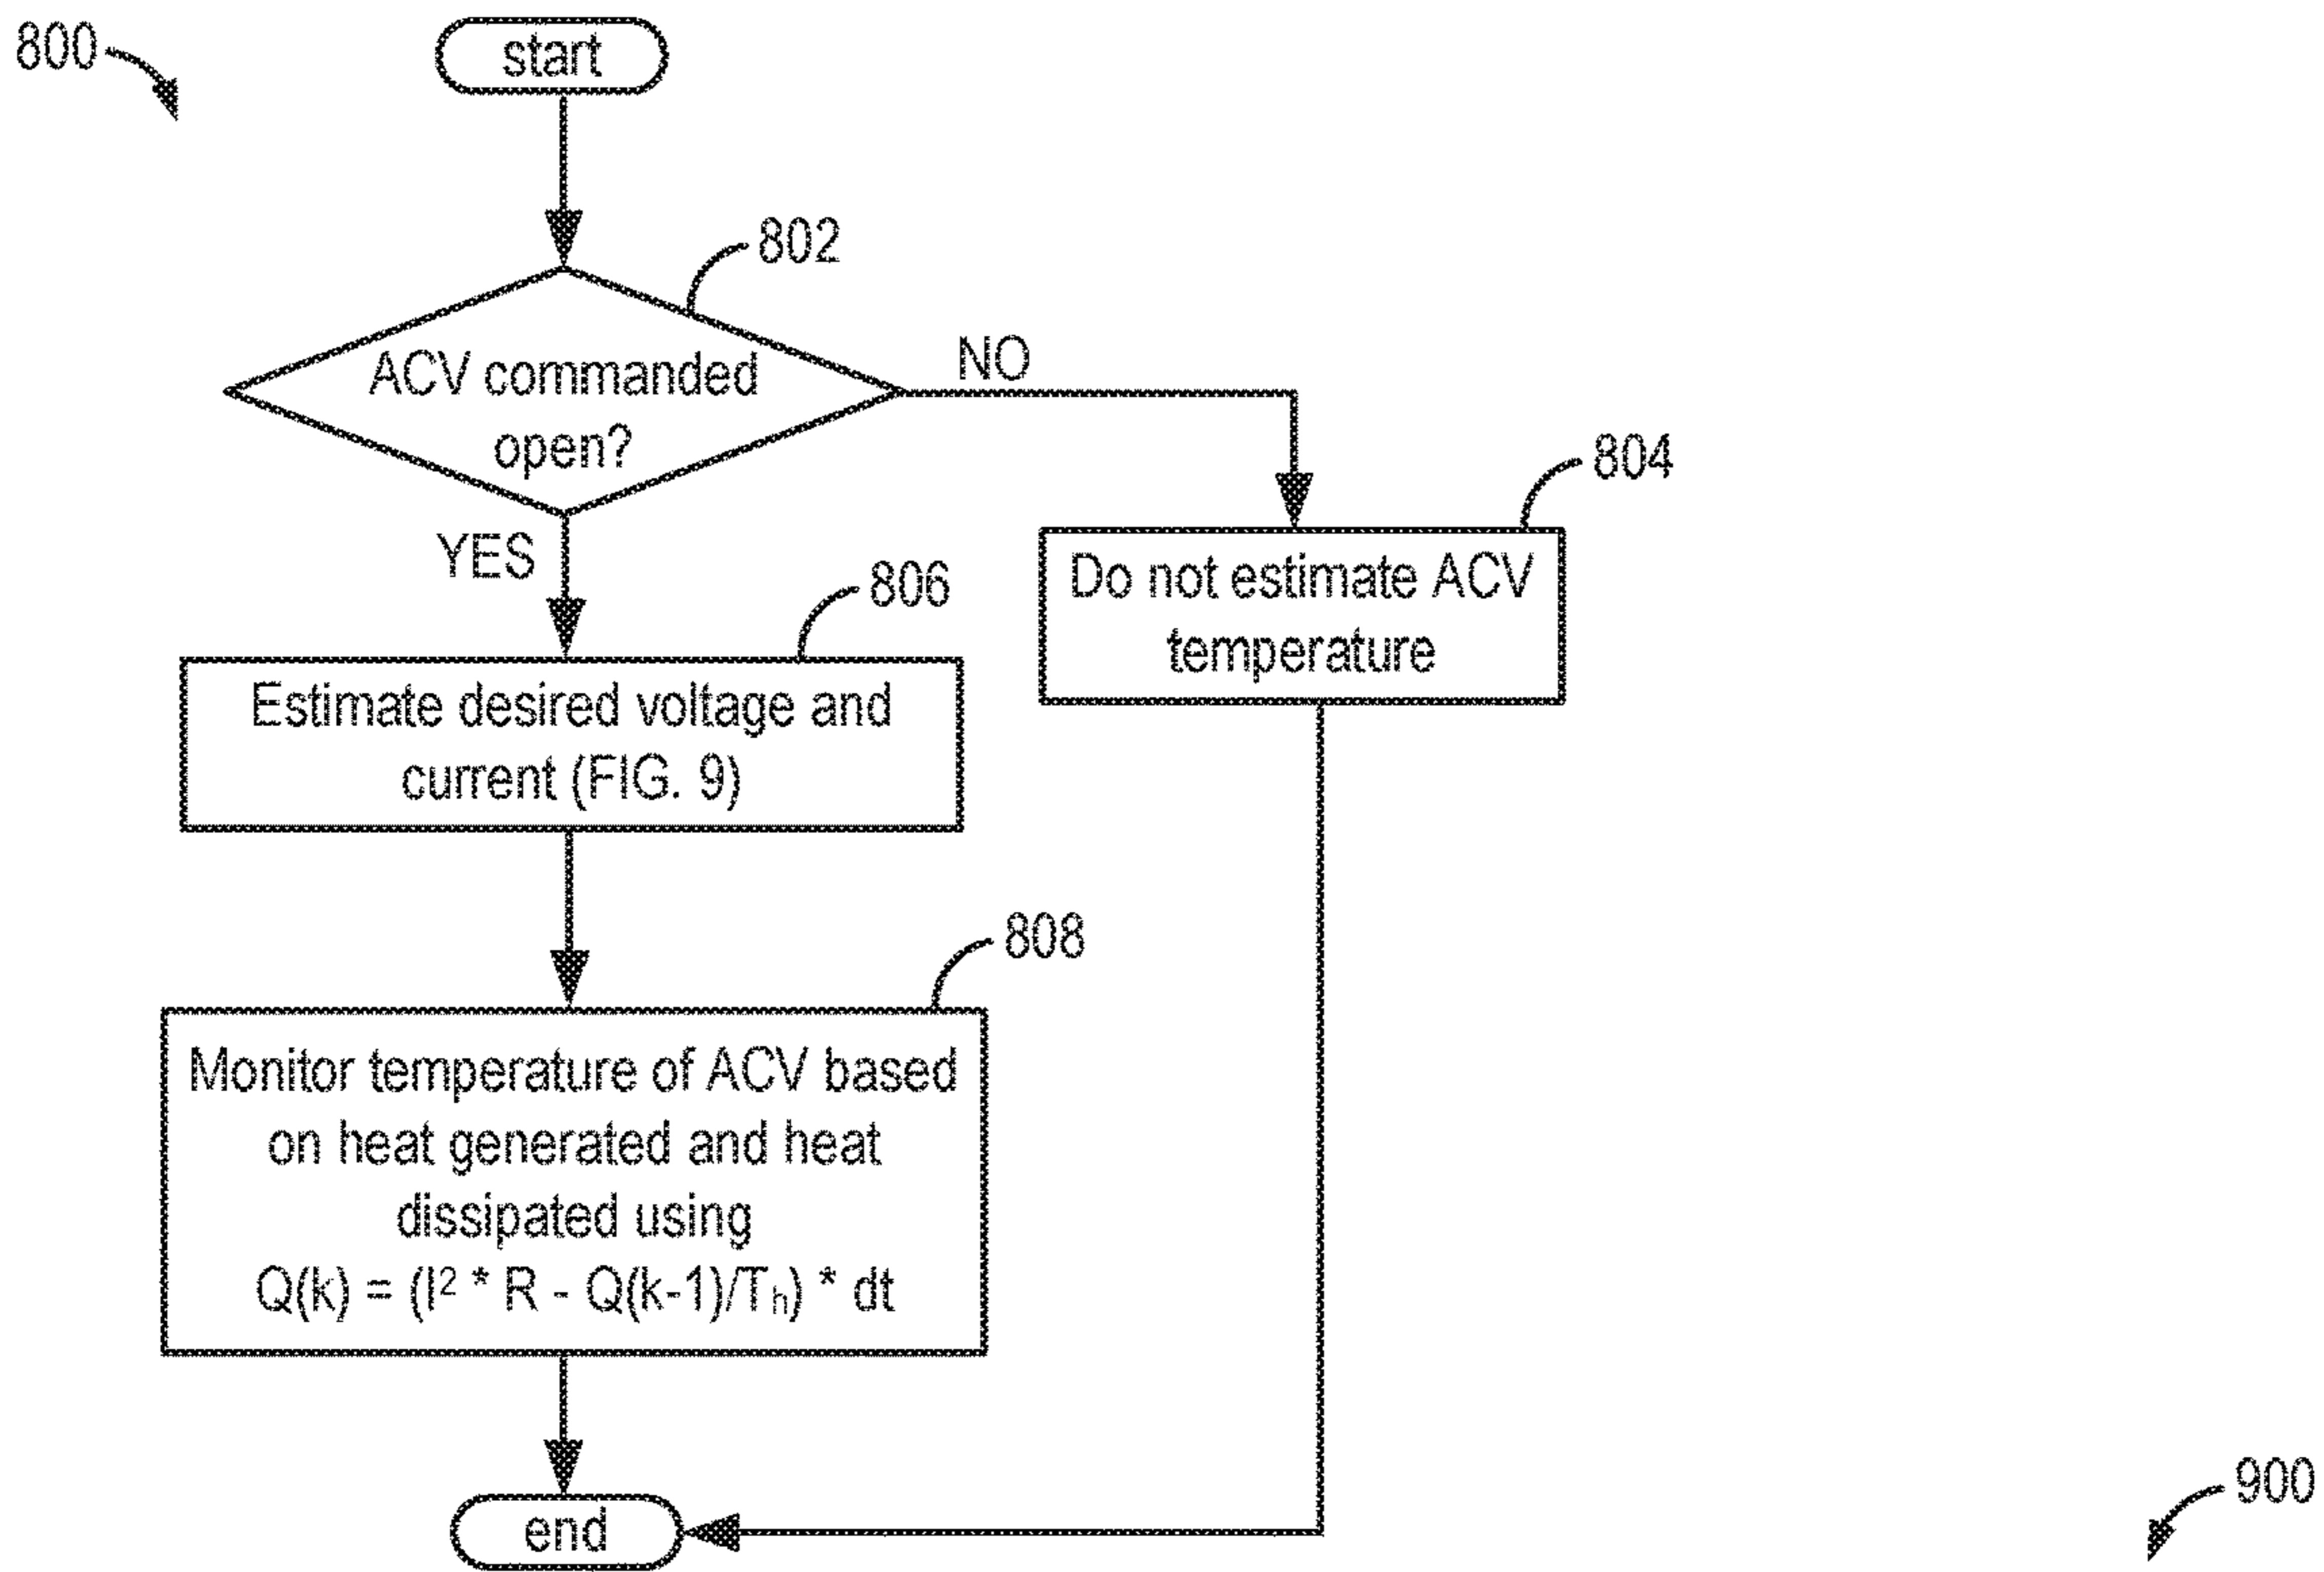 800
start
802
ACV commanded
open?
NO
YES
804
Do not estimate ACV
temperature
806
Estimate desired voltage and
current (FIG. 9)
808
Monitor temperature of ACV based
on heat generated and heat
dissipated using
Q(k) = (I² * R - Q(k-1)/Tₕ) * dt
end
900